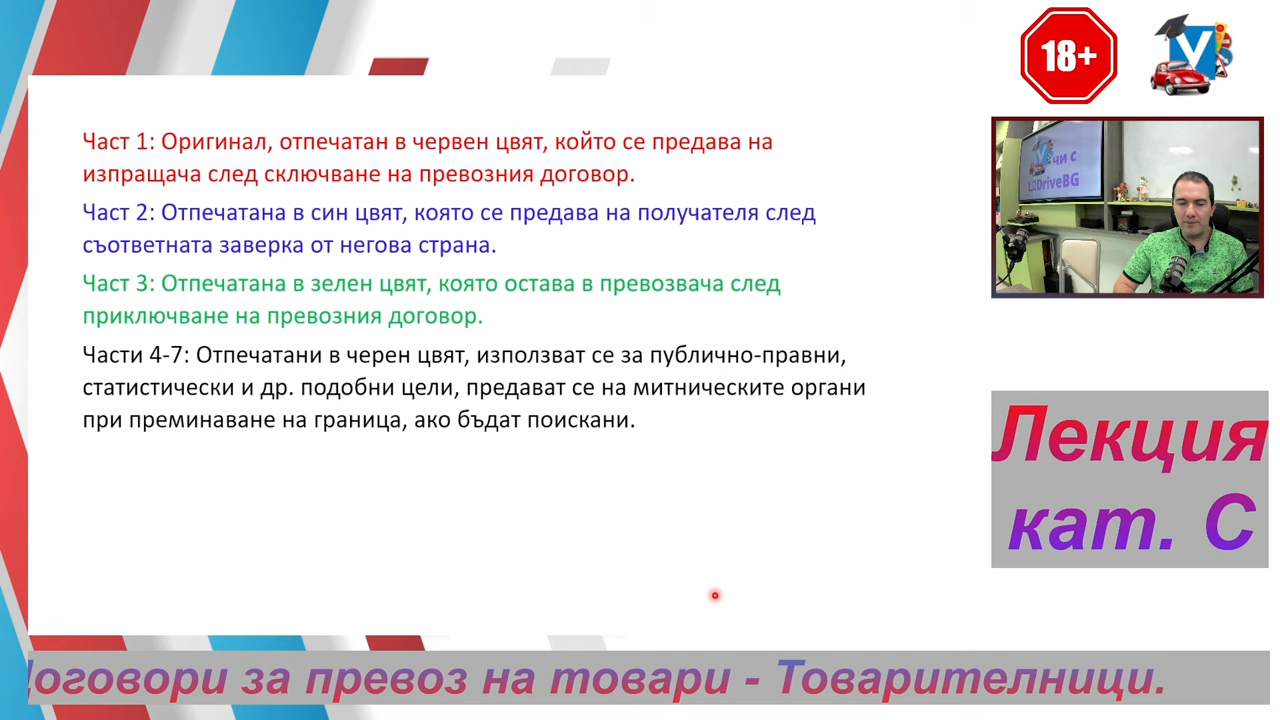 18+
V
чи с
L2DriveBG
Част 1: Оригинал, отпечатан в червен цвят, който се предава на
изпращача след сключване на превозния договор.
Част 2: Отпечатана в син цвят, която се предава на получателя след
съответната заверка от негова страна.
Част 3: Отпечатана в зелен цвят, която остава в превозвача след
приключване на превозния договор.
Части 4-7: Отпечатани в черен цвят, използват се за публично-правни,
статистически и др. подобни цели, предават се на митническите органи
при преминаване на граница, ако бъдат поискани.
Лекция
кат. С
оговори за превоз на товари - Товарителници.